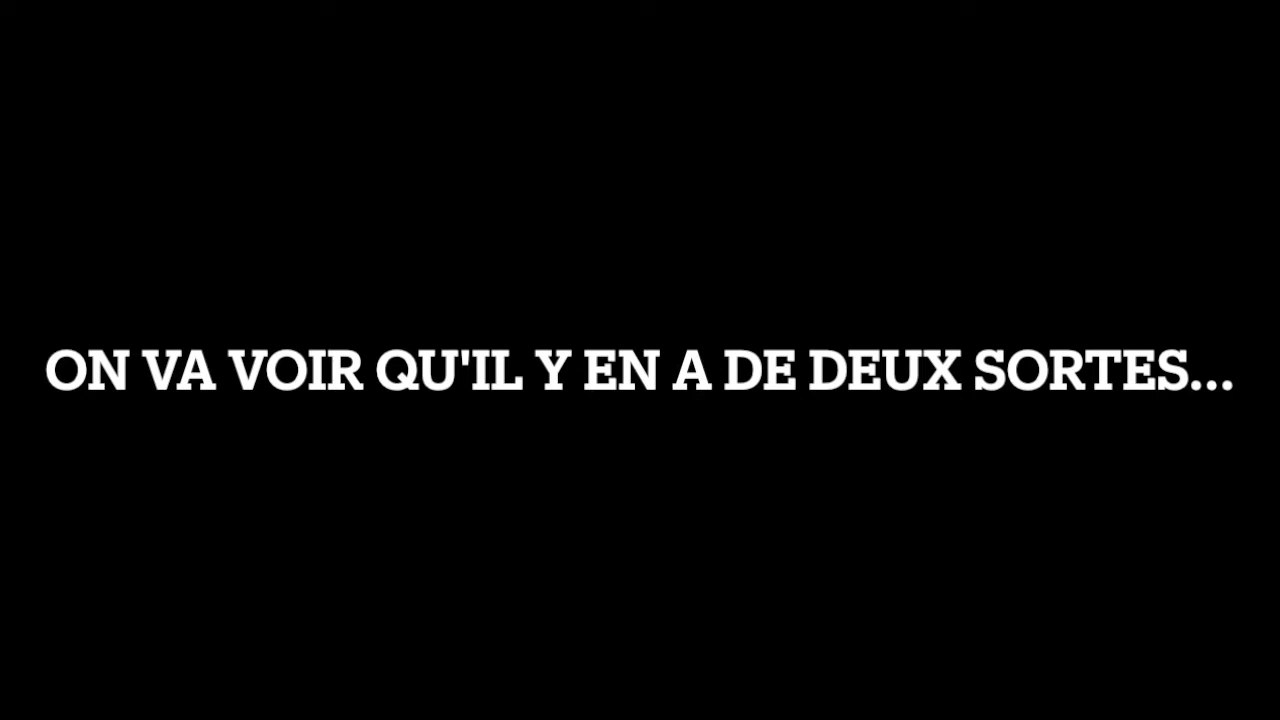 ON VA VOIR QU'IL Y EN A DE DEUX SORTES...